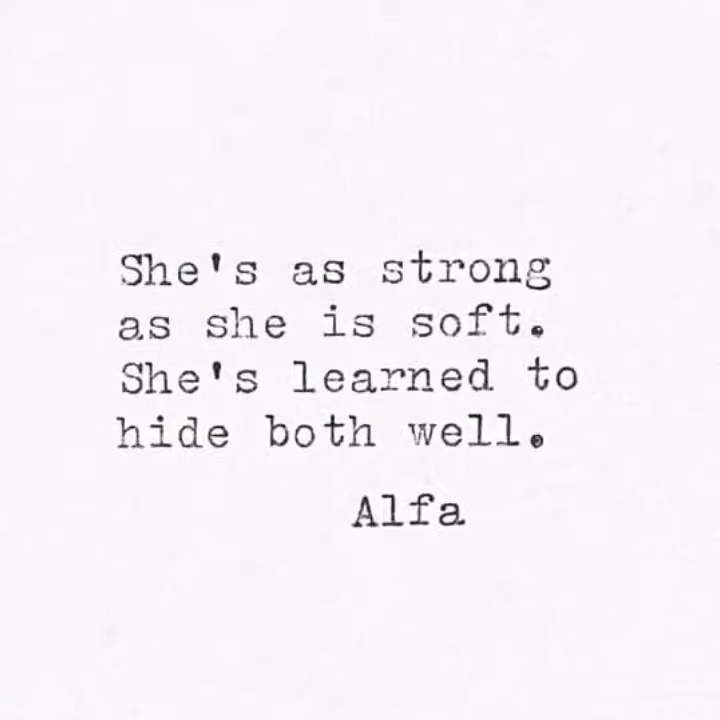 She's as strong
as she is soft.
She's learned to
hide both well.
Alfa